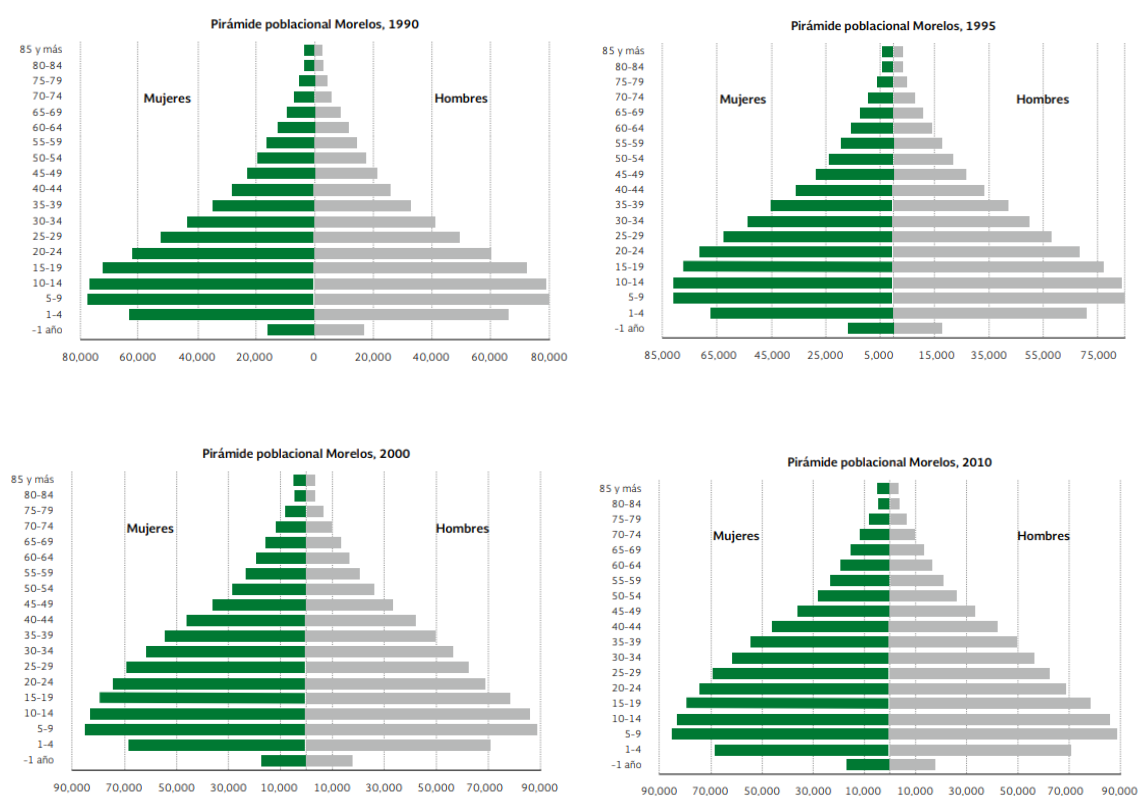 Pirámide poblacional Morelos, 1990
85 y más
80-84
75-79
Mujeres
Hombres
70-74
65-69
60-64
55-59
50-54
45-49
40-44
35-39
30-34
25-29
20-24
15-19
10-14
5-9
1-4
-1 año
80,000 60,000 40,000 20,000 0 20,000 40,000 60,000 80,000
Pirámide poblacional Morelos, 1995
85 y más
80-84
75-79
70-74
Mujeres
Hombres
65-69
60-64
55-59
50-54
45-49
40-44
35-39
30-34
25-29
20-24
15-19
10-14
5-9
1-4
-1 año
85,000 65,000 45,000 25,000 5,000 15,000 35,000 55,000 75,000
Pirámide poblacional Morelos, 2000
85 y más
80-84
75-79
70-74
Mujeres
Hombres
65-69
60-64
55-59
50-54
45-49
40-44
35-39
30-34
25-29
20-24
15-19
10-14
5-9
1-4
-1 año
90,000 70,000 50,000 30,000 10,000 10,000 30,000 50,000 70,000 90,000
Pirámide poblacional Morelos, 2010
85 y más
80-84
75-79
70-74
Mujeres
Hombres
65-69
60-64
55-59
50-54
45-49
40-44
35-39
30-34
25-29
20-24
15-19
10-14
5-9
1-4
-1 año
90,000 70,000 50,000 30,000 10,000 10,000 30,000 50,000 70,000 90,000